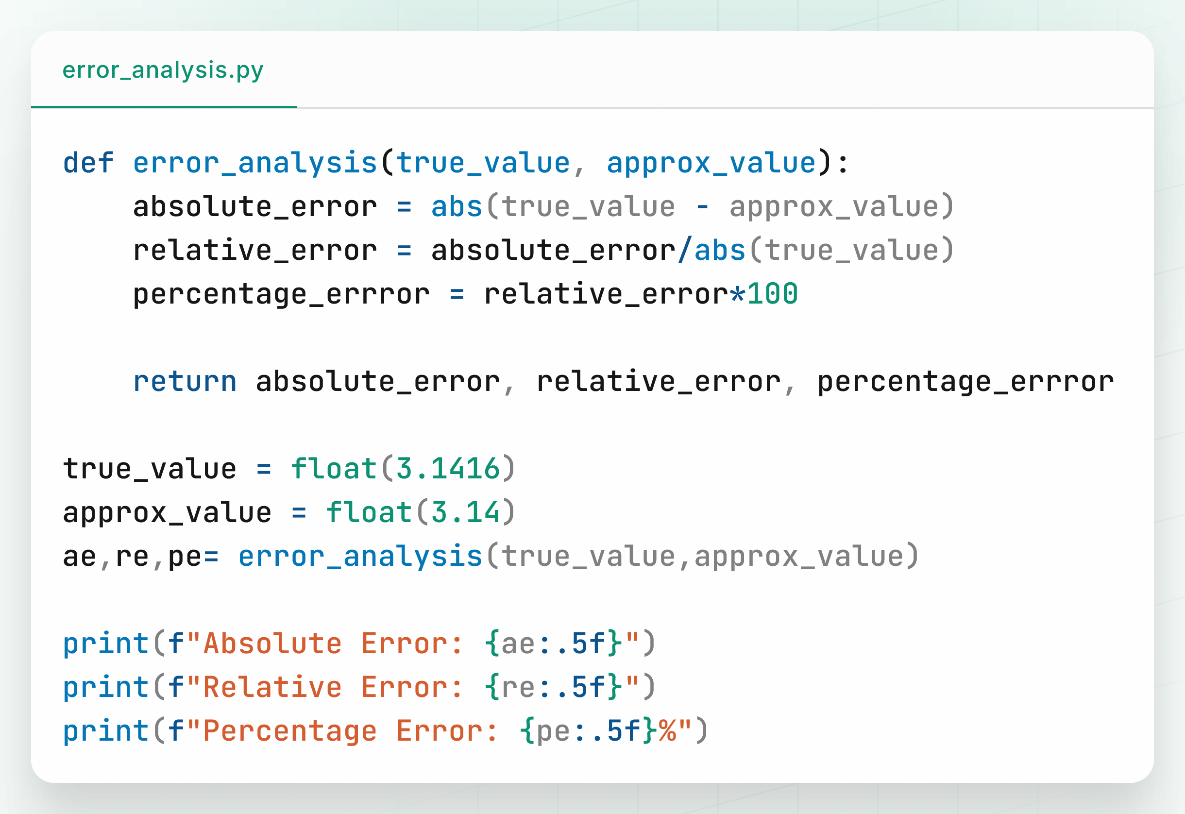 error_analysis.py
def error_analysis(true_value, approx_value):
    absolute_error = abs(true_value - approx_value)
    relative_error = absolute_error/abs(true_value)
    percentage_errror = relative_error*100
    return absolute_error, relative_error, percentage_errror
true_value = float(3.1416)
approx_value = float(3.14)
ae,re,pe= error_analysis(true_value,approx_value)
print(f"Absolute Error: {ae:.5f}")
print(f"Relative Error: {re:.5f}")
print(f"Percentage Error: {pe:.5f}%")